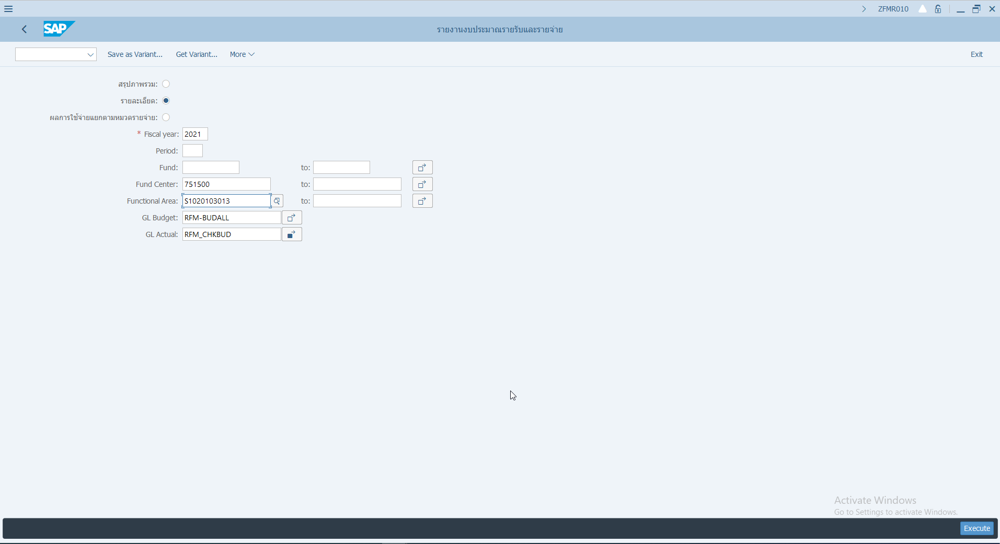 ZFMR010
SAP
รายงานงบประมาณรายรับและรายจ่าย
Save as Variant... Get Variant... More Exit
สรุปภาพรวม:
รายละเอียด:
ผลการใช้จ่ายแยกตามหมวดรายจ่าย:
* Fiscal year: 2021
Period:
Fund: to:
Fund Center: 751500 to:
Functional Area: S1020103013 to:
GL Budget: RFM-BUDALL
GL Actual: RFM_CHKBUD
Activate Windows
Go to Settings to activate Windows.
Execute